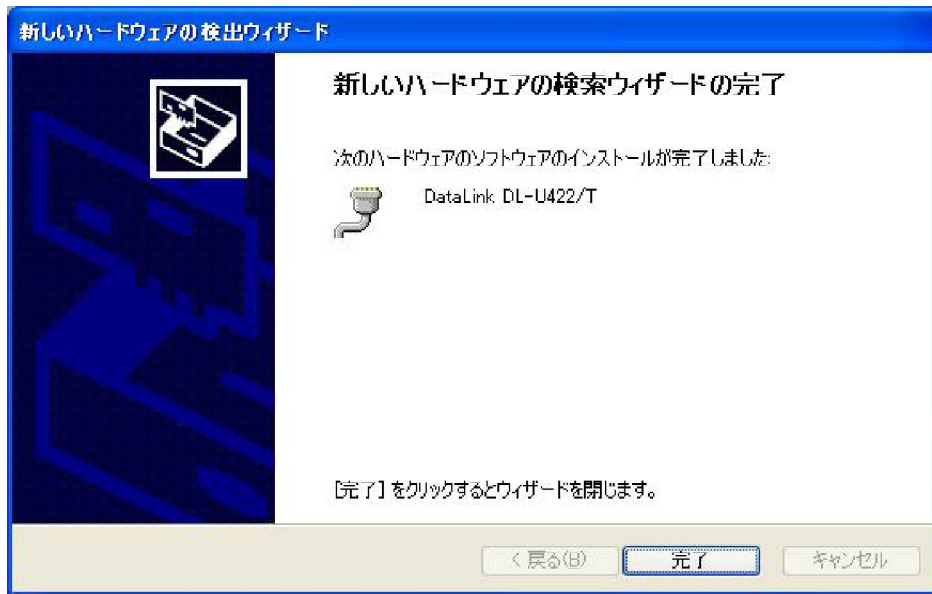 新しいハードウェアの検出ウィザード
新しいハードウェアの検索ウィザードの完了
次のハードウェアのソフトウェアのインストールが完了しました:
DataLink DL-U422/T
[完了] をクリックするとウィザードを閉じます。
< 戻る(B)
完了
キャンセル